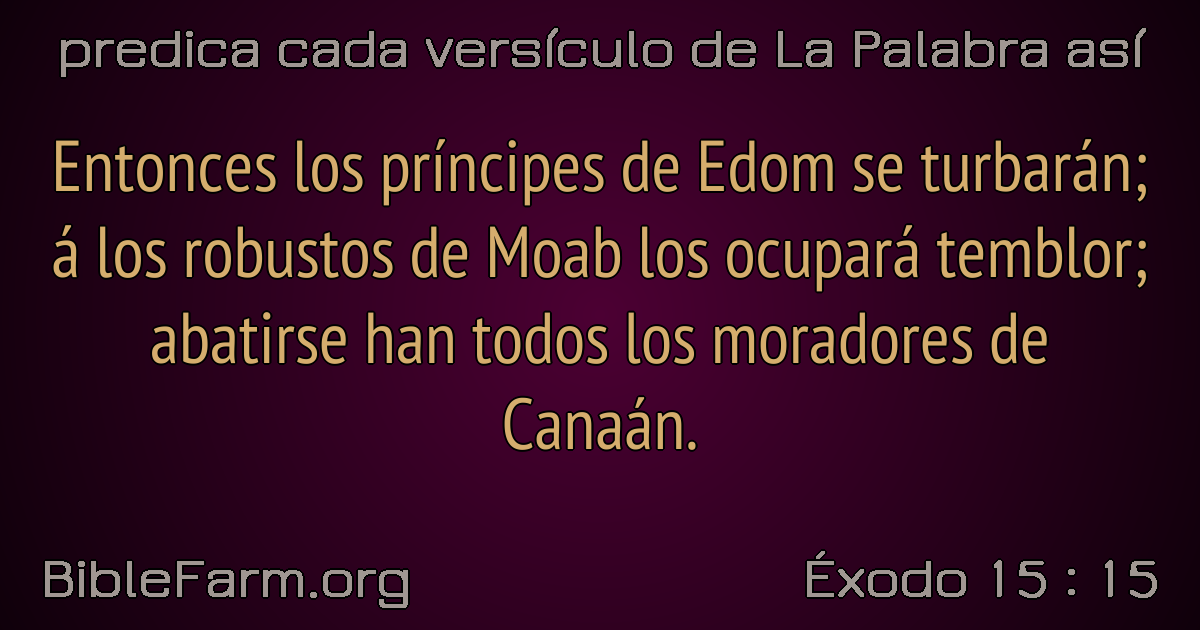 predica cada versículo de La Palabra así
Entonces los príncipes de Edom se turbarán;
á los robustos de Moab los ocupará temblor;
abatirse han todos los moradores de
Canaán.
BibleFarm.org
Éxodo 15 : 15